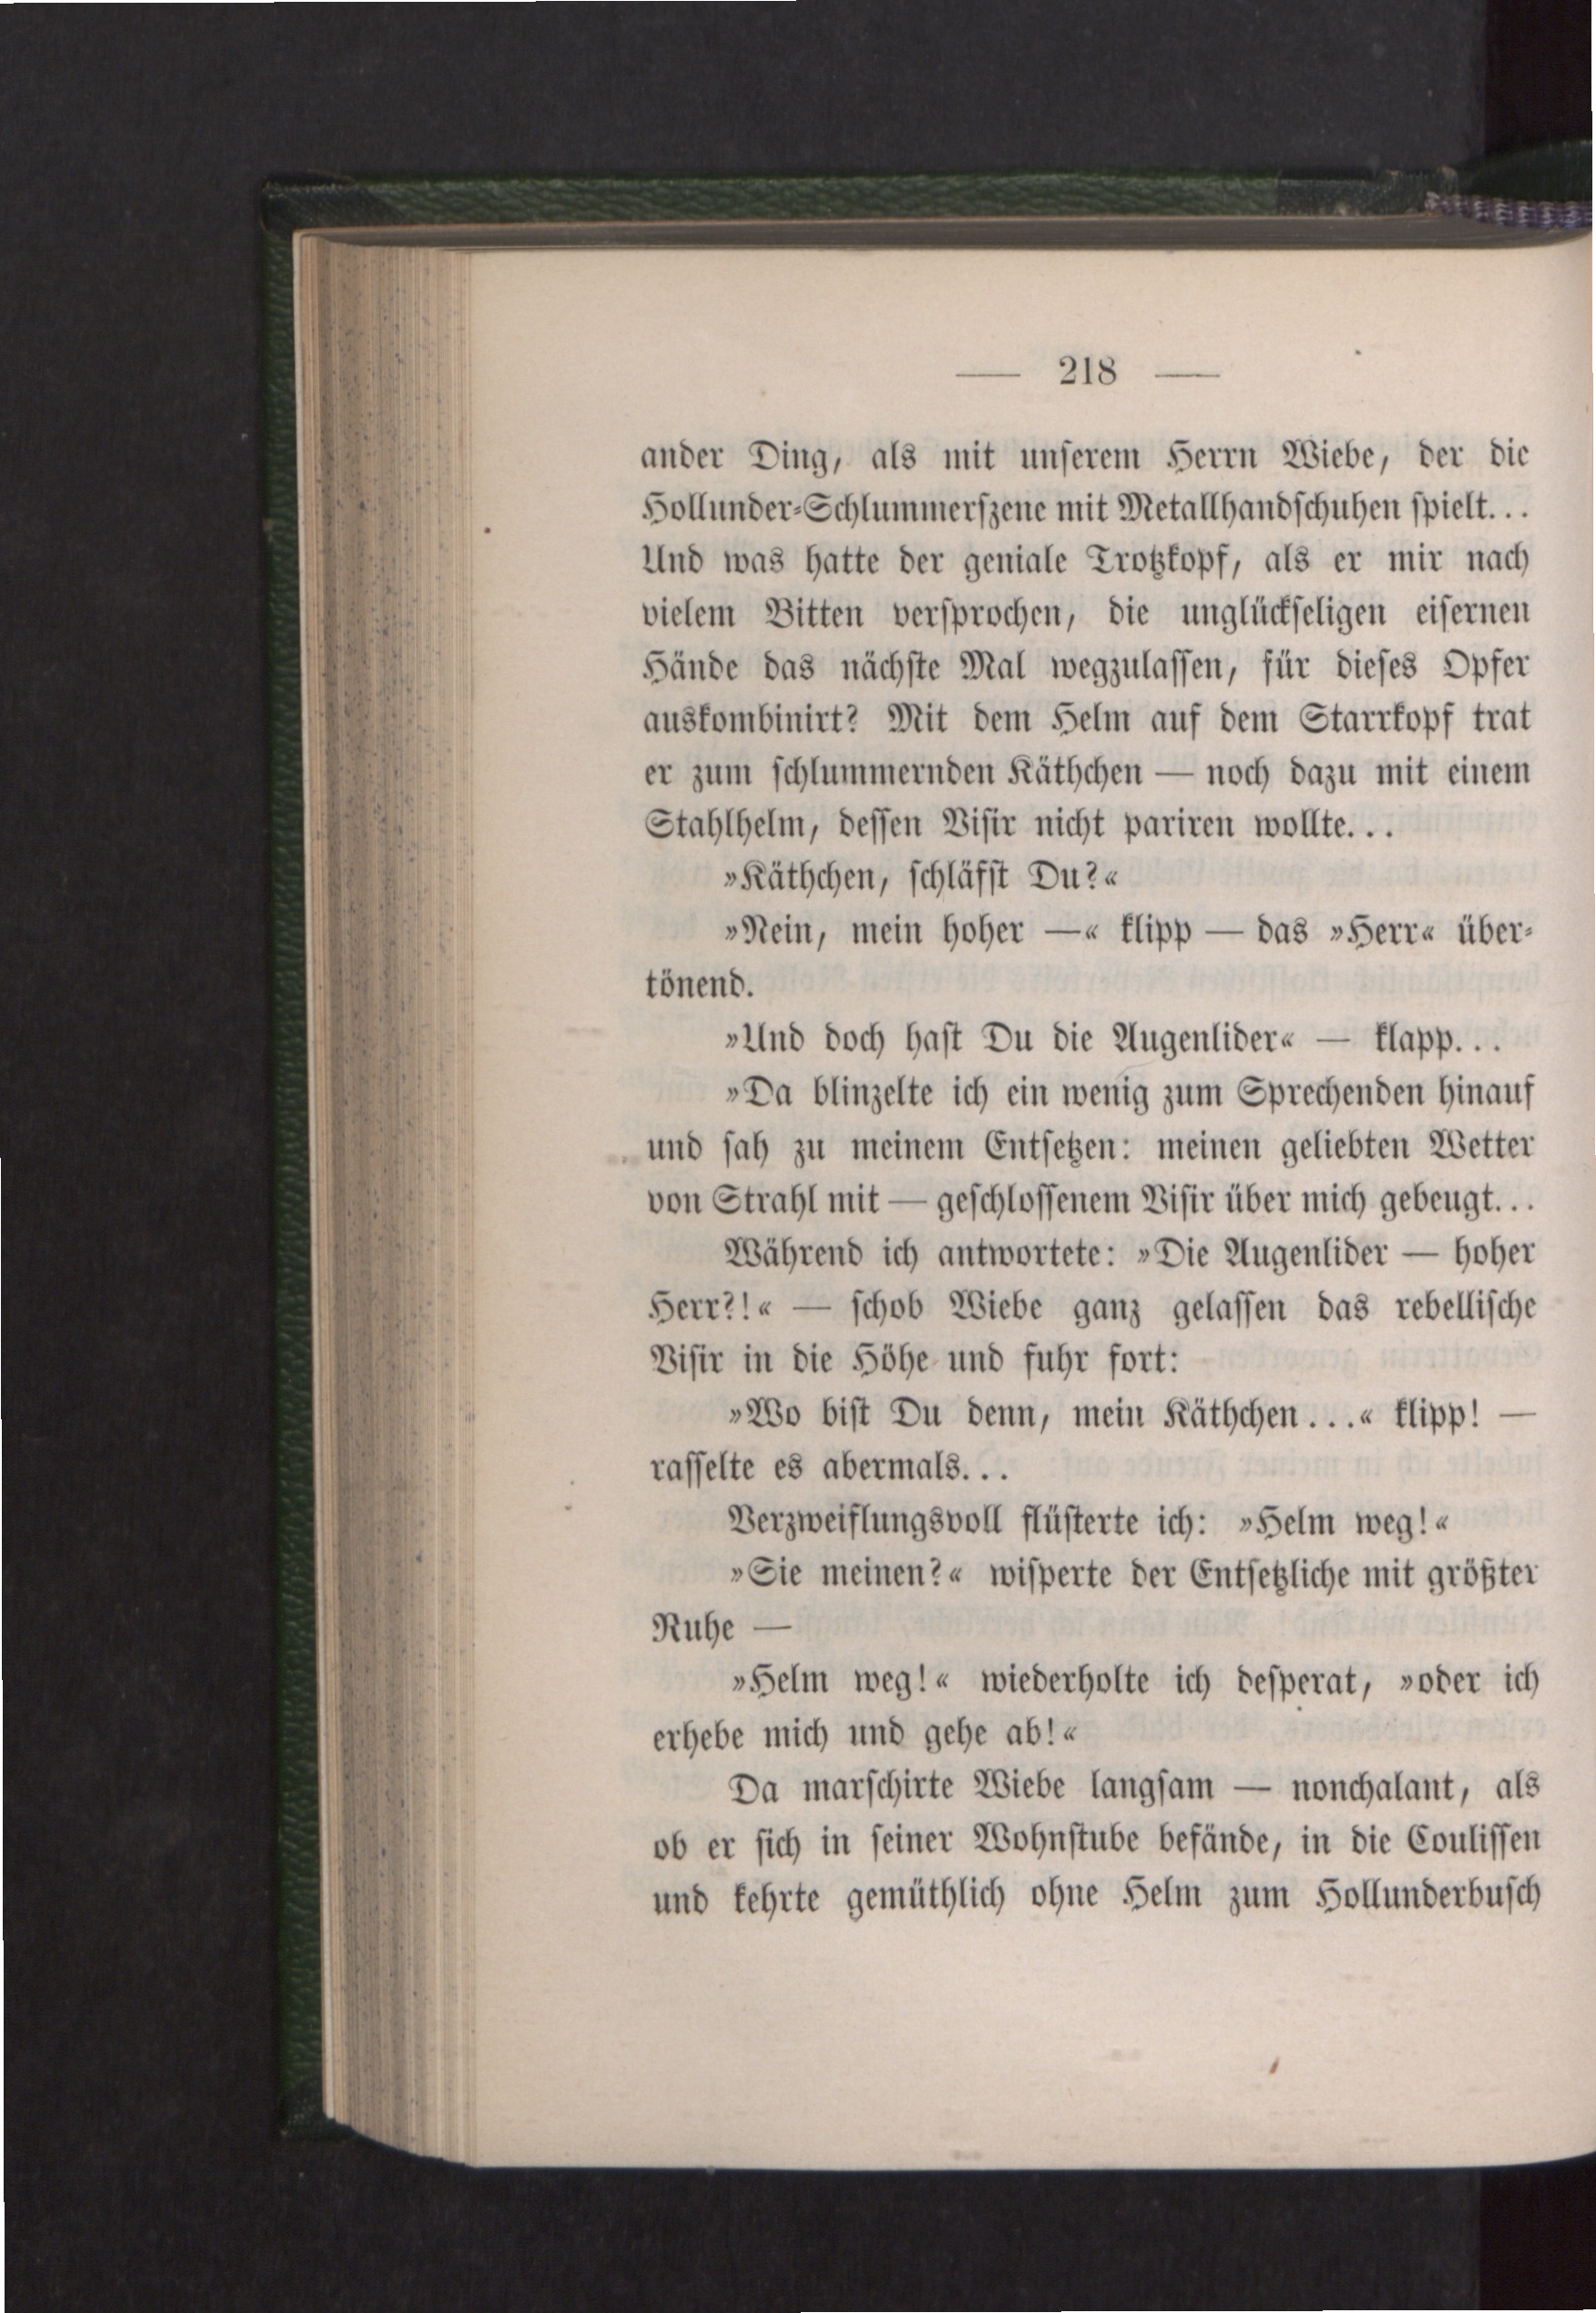 — 218 —
ander Ding, als mit unserem Herrn Wiebe, der die
Hollunder-Schlummerszene mit Metallhandschuhen spielt...
Und was hatte der geniale Trotzkopf, als er mir nach
vielem Bitten versprochen, die unglückseligen eisernen
Hände das nächste Mal wegzulassen, für dieses Opfer
auskombinirt? Mit dem Helm auf dem Starrkopf trat
er zum schlummernden Käthchen — noch dazu mit einem
Stahlhelm, dessen Visir nicht pariren wollte...
»Käthchen, schläfst Du?«
»Nein, mein hoher —« klipp — das »Herr« über-
tönend.
»Und doch hast Du die Augenlider« — klapp...
»Da blinzelte ich ein wenig zum Sprechenden hinauf
und sah zu meinem Entsetzen: meinen geliebten Wetter
von Strahl mit — geschlossenem Visir über mich gebeugt...
Während ich antwortete: »Die Augenlider — hoher
Herr?!« — schob Wiebe ganz gelassen das rebellische
Visir in die Höhe und fuhr fort:
»Wo bist Du denn, mein Käthchen...« klipp! —
rasselte es abermals...
Verzweiflungsvoll flüsterte ich: »Helm weg!«
»Sie meinen?« wisperte der Entsetzliche mit größter
Ruhe —
»Helm weg!« wiederholte ich desperat, »oder ich
erhebe mich und gehe ab!«
Da marschirte Wiebe langsam — nonchalant, als
ob er sich in seiner Wohnstube befände, in die Coulissen
und kehrte gemüthlich ohne Helm zum Hollunderbusch